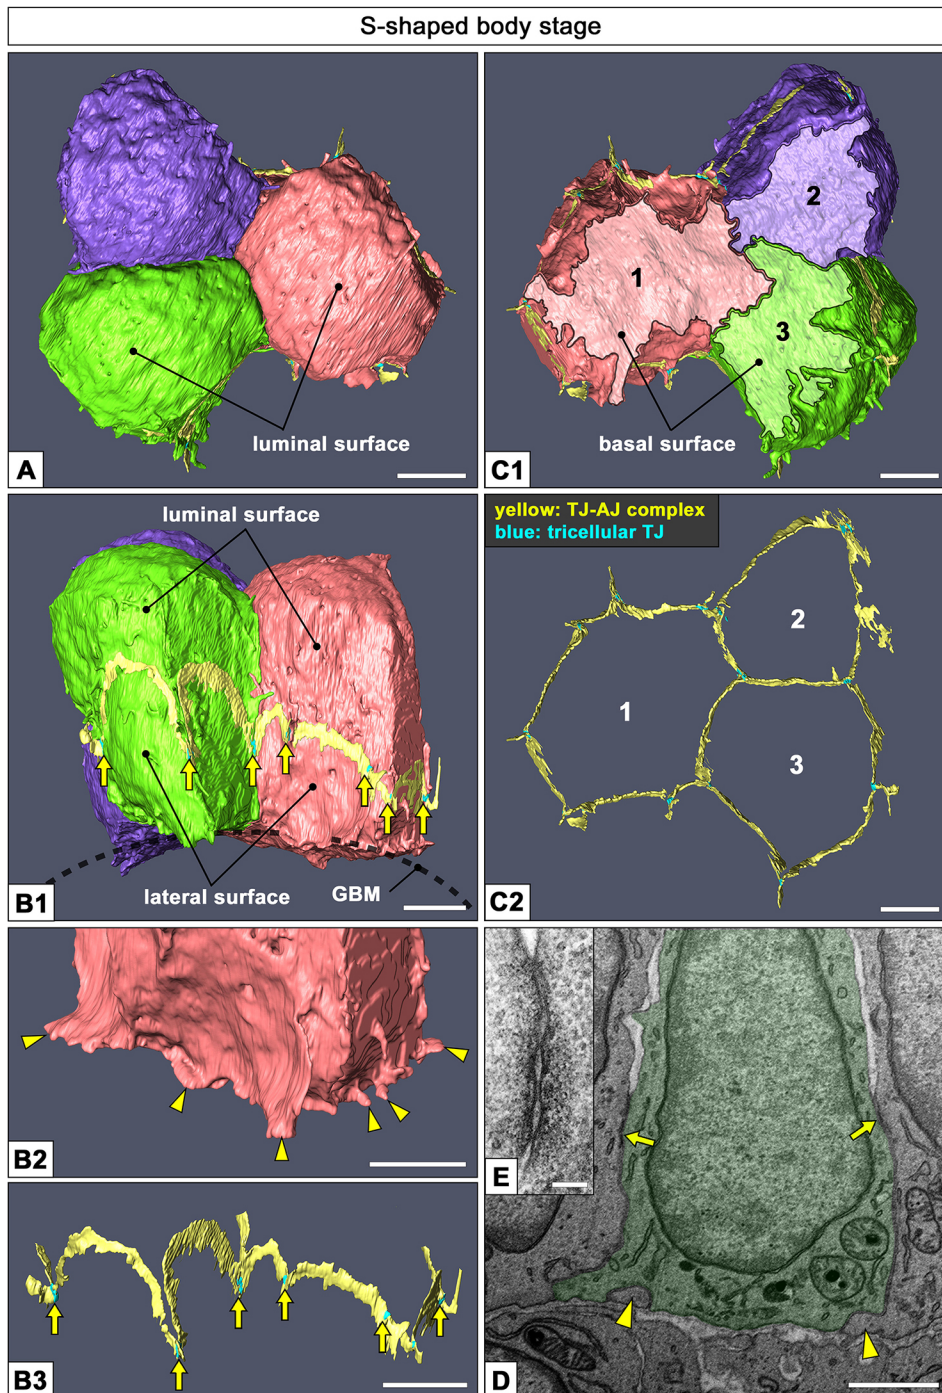 S-shaped body stage
luminal surface
A
2
1
3
basal surface
C1
luminal surface
lateral surface
GBM
B1
yellow: TJ-AJ complex
blue: tricellular TJ
2
1
3
C2
B2
B3
E
D